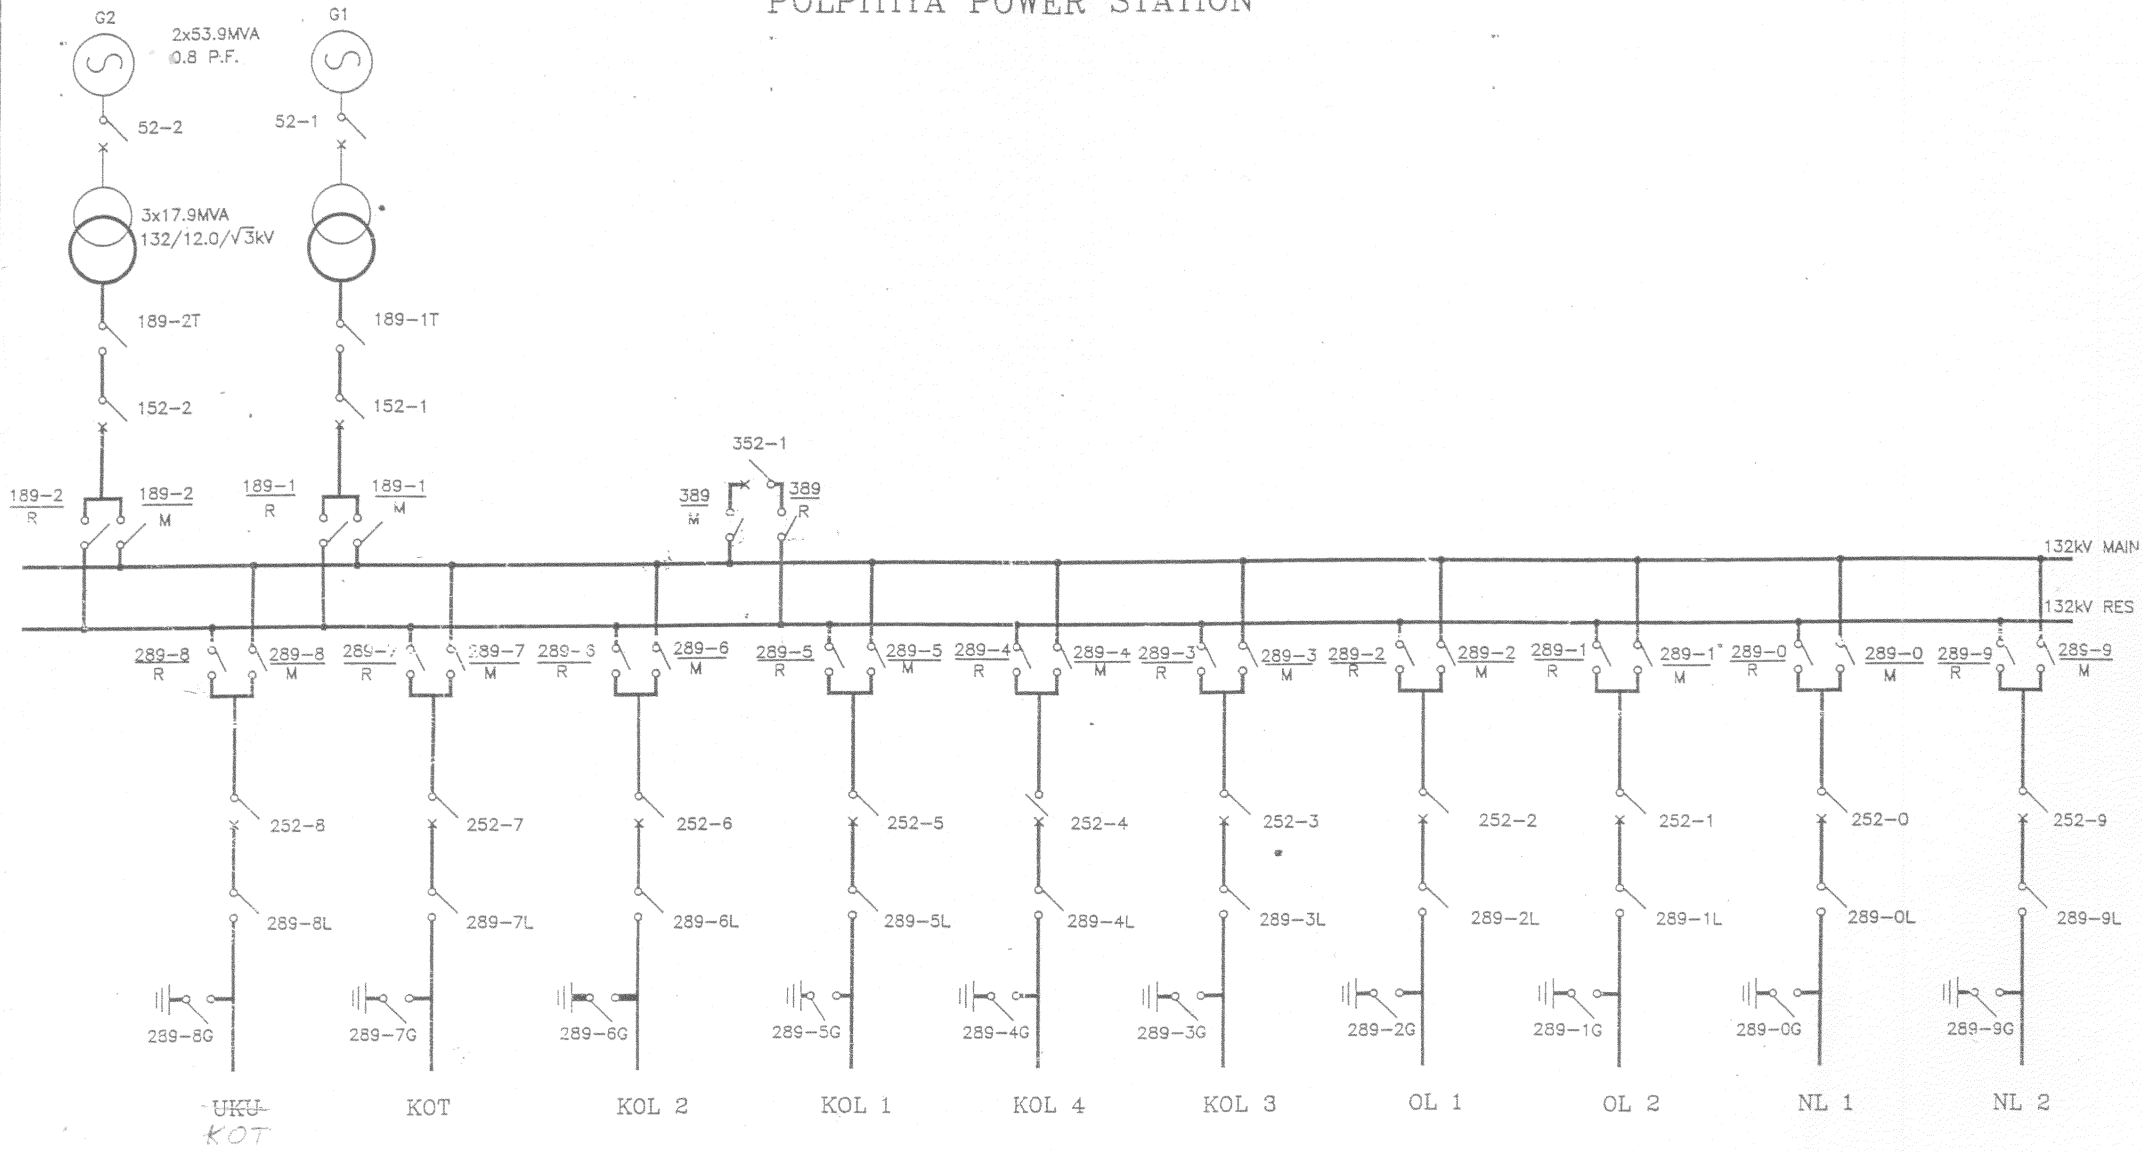 POLPITIYA POWER STATION
G2
G1
2x53.9MVA
0.8 P.F.
52-2
52-1
3x17.9MVA
132/12.0/√3kV
189-2T
189-1T
152-2
152-1
352-1
189-2
R
189-2
M
189-1
R
189-1
M
389
M
389
R
132kV MAIN
132kV RES
289-8
R
289-8
M
289-7
R
289-7
M
289-6
R
289-6
M
289-5
R
289-5
M
289-4
R
289-4
M
289-3
R
289-3
M
289-2
R
289-2
M
289-1
R
289-1
M
289-0
R
289-0
M
289-9
R
289-9
M
252-8
252-7
252-6
252-5
252-4
252-3
252-2
252-1
252-0
252-9
289-8L
289-7L
289-6L
289-5L
289-4L
289-3L
289-2L
289-1L
289-0L
289-9L
289-8G
289-7G
289-6G
289-5G
289-4G
289-3G
289-2G
289-1G
289-0G
289-9G
UKU
KOT
KOL 2
KOL 1
KOL 4
KOL 3
OL 1
OL 2
NL 1
NL 2
KOT